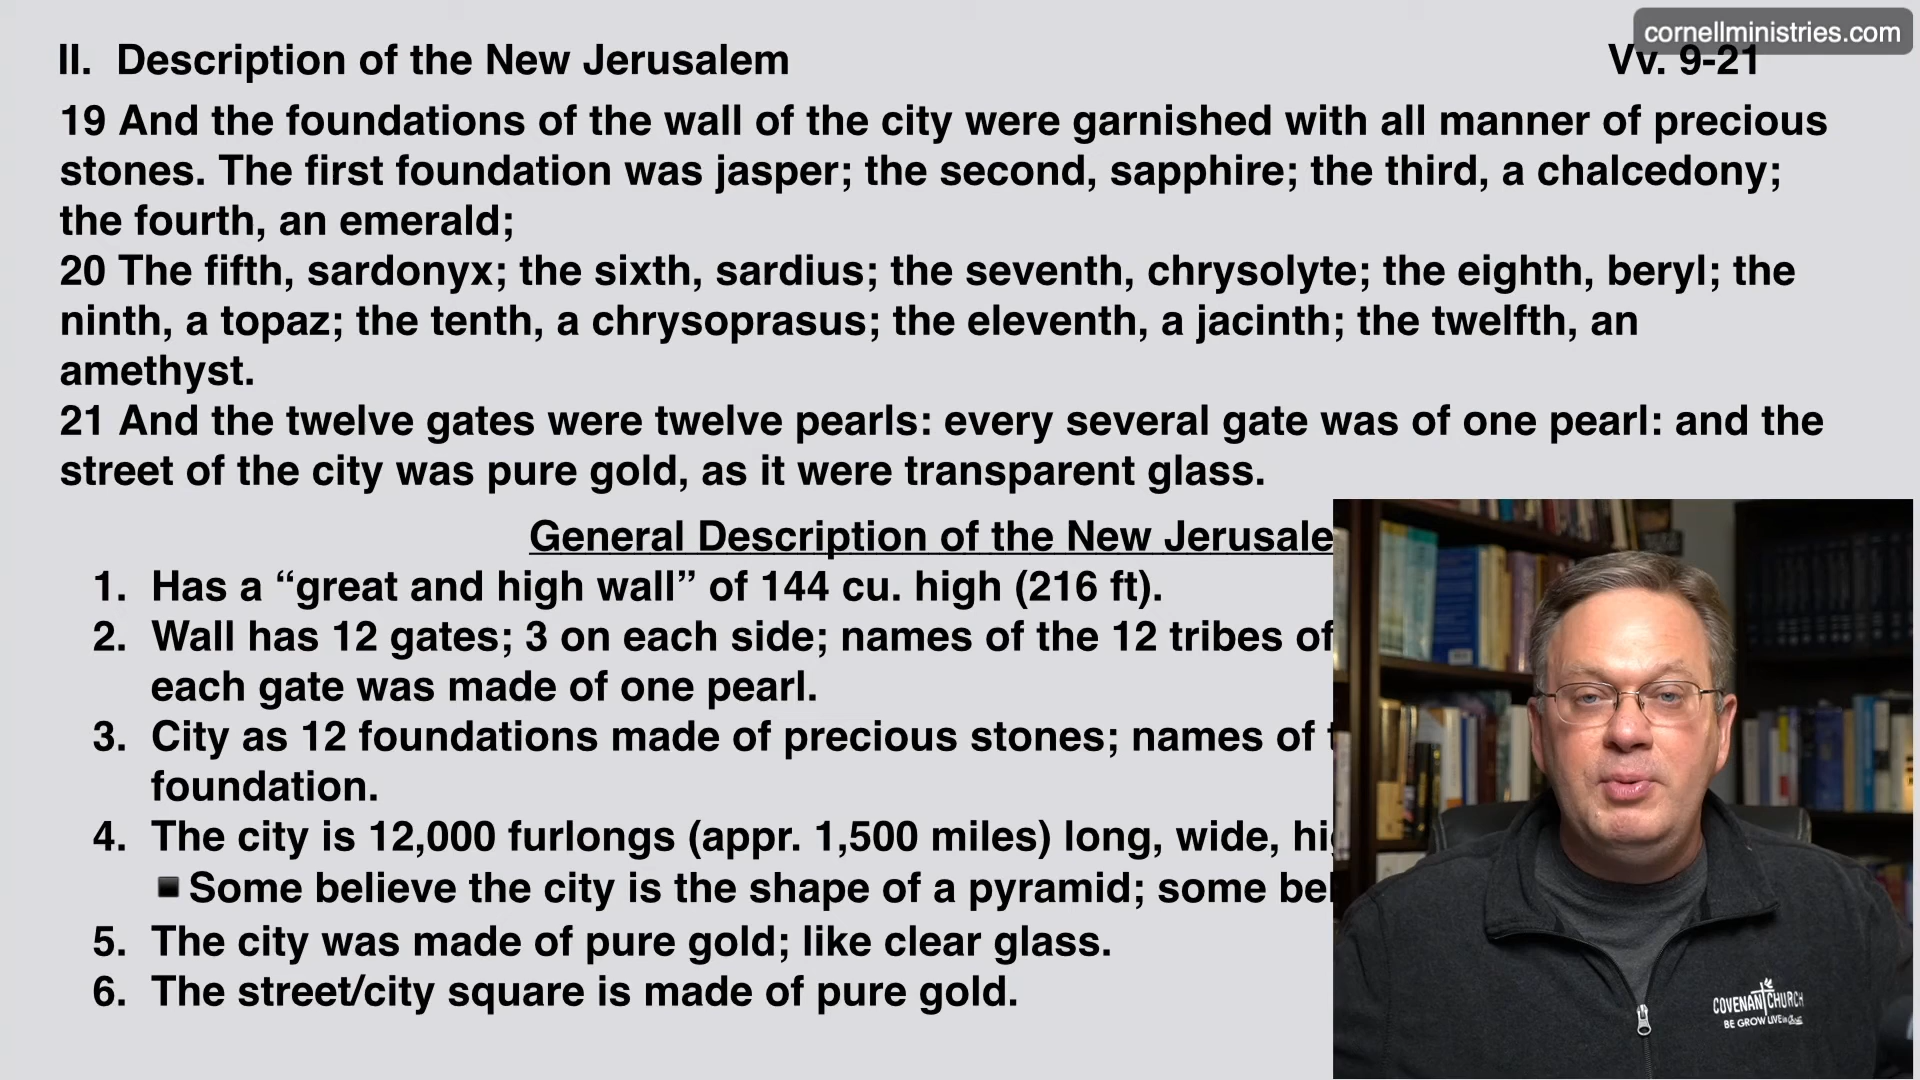 cornellministries.com
II. Description of the New Jerusalem Vv. 9-21
19 And the foundations of the wall of the city were garnished with all manner of precious
stones. The first foundation was jasper; the second, sapphire; the third, a chalcedony;
the fourth, an emerald;
20 The fifth, sardonyx; the sixth, sardius; the seventh, chrysolyte; the eighth, beryl; the
ninth, a topaz; the tenth, a chrysoprasus; the eleventh, a jacinth; the twelfth, an
amethyst.
21 And the twelve gates were twelve pearls: every several gate was of one pearl: and the
street of the city was pure gold, as it were transparent glass.
General Description of the New Jerusale
1. Has a “great and high wall” of 144 cu. high (216 ft).
2. Wall has 12 gates; 3 on each side; names of the 12 tribes of
each gate was made of one pearl.
3. City as 12 foundations made of precious stones; names of
foundation.
4. The city is 12,000 furlongs (appr. 1,500 miles) long, wide,
Some believe the city is the shape of a pyramid; some
5. The city was made of pure gold; like clear glass.
6. The street/city square is made of pure gold.
COVENANT CHURCH
BE GROW LIVE in Christ